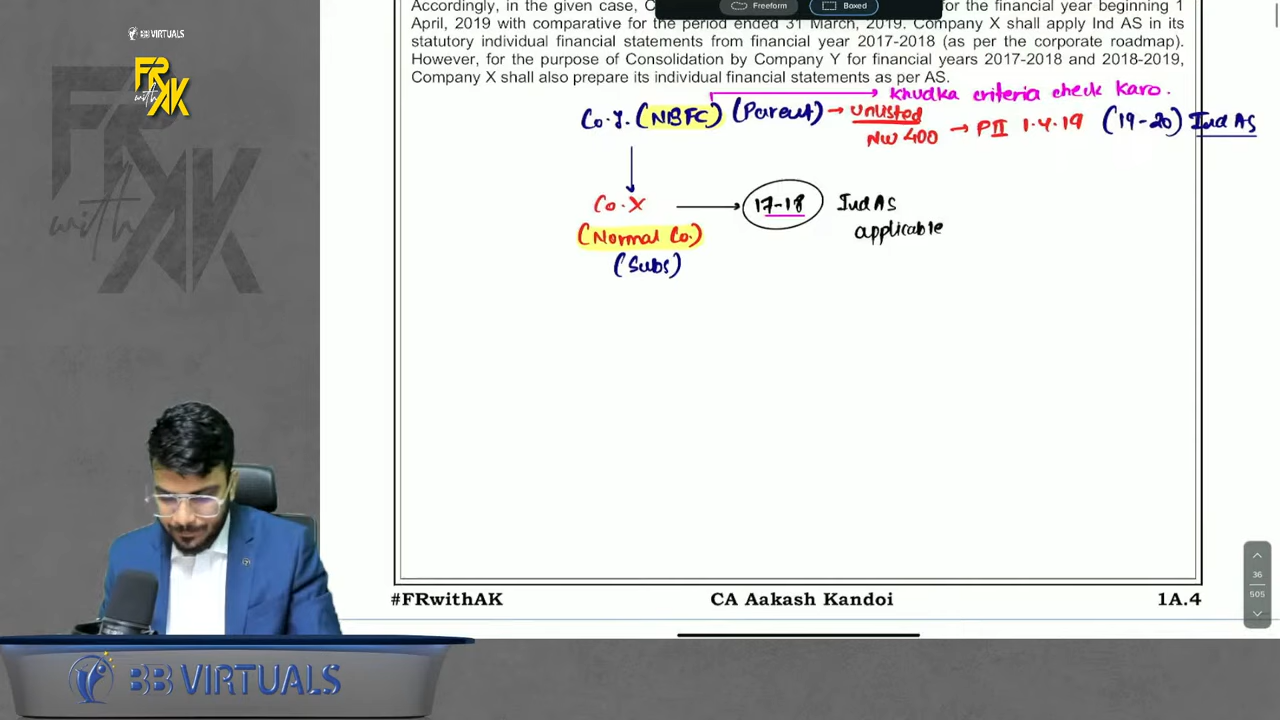 Freeform Boxed
Accordingly, in the given case, C for the financial year beginning 1
April, 2019 with comparative for the period ended 31 March, 2019. Company X shall apply Ind AS in its
statutory individual financial statements from financial year 2017-2018 (as per the corporate roadmap).
However, for the purpose of Consolidation by Company Y for financial years 2017-2018 and 2018-2019,
Company X shall also prepare its individual financial statements as per AS.
BB VIRTUALS
FR with AK
FR with AK
Khudka criteria check karo.
Co.Y. (NBFC) (Parent) → Unlisted
NW 400 → PII 1.4.19 (19-20) Ind AS
Co. X → 17-18 Ind AS
applicable
(Normal Co.)
(Subs)
36
505
#FRwithAK CA Aakash Kandoi 1A.4
BB VIRTUALS